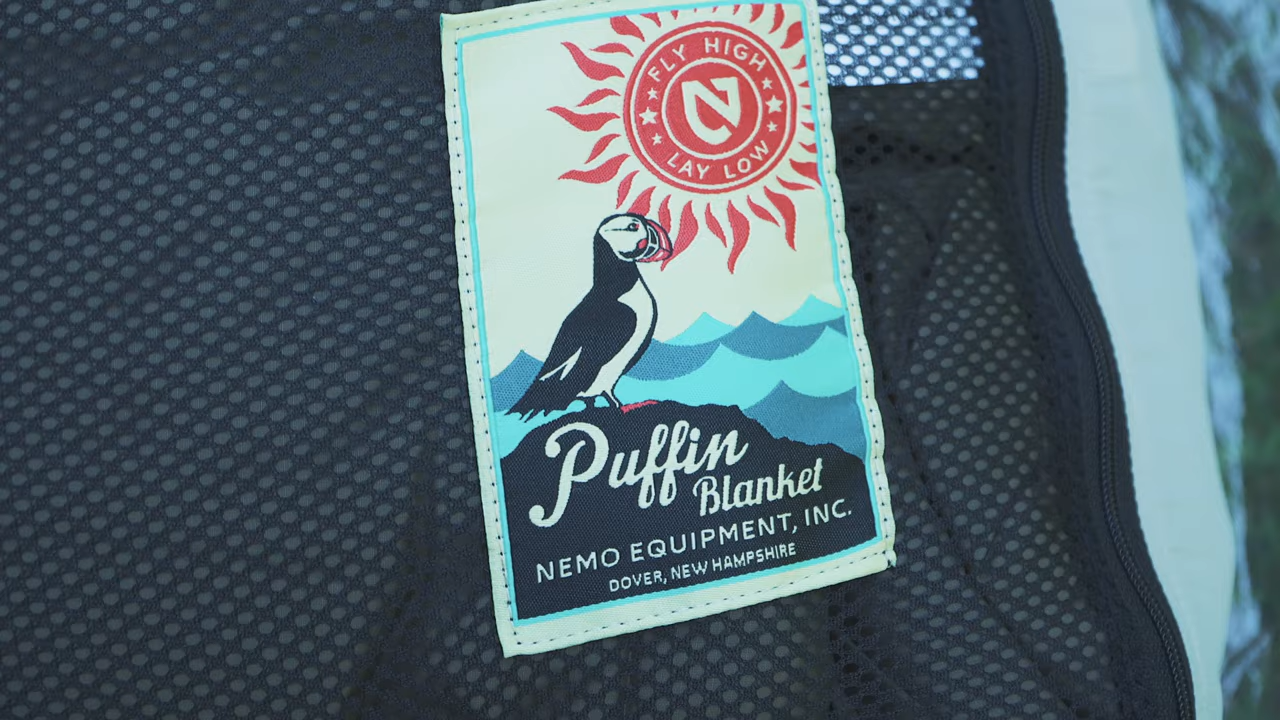 FLY HIGH
N
LAY LOW
Puffin
Blanket
NEMO EQUIPMENT, INC.
DOVER, NEW HAMPSHIRE